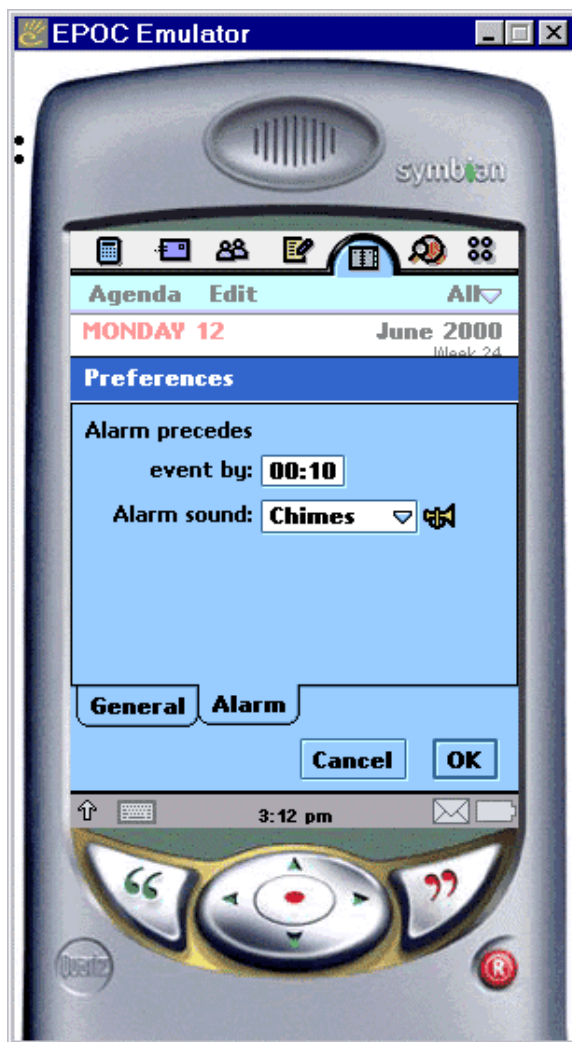 EPOC Emulator
symbian
Agenda Edit All
MONDAY 12 June 2000
Week 24
Preferences
Alarm precedes
event by: 00:10
Alarm sound: Chimes
General Alarm
Cancel OK
3:12 pm
“ ”
Quartz
R